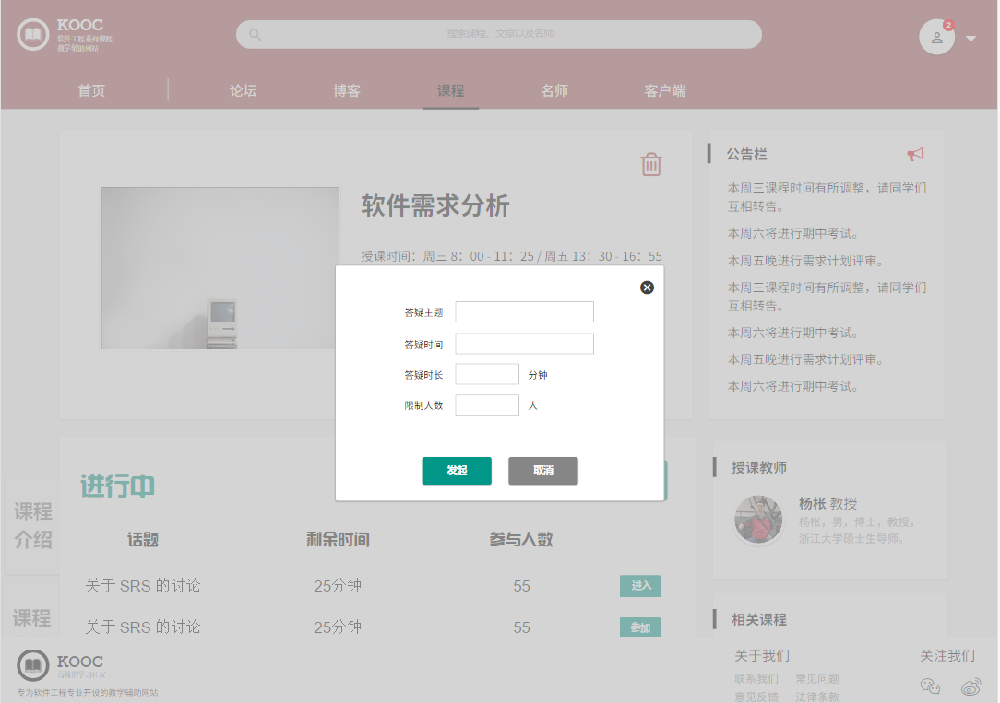 KOOC
软件工程系列课程
教学辅助网站
搜索课程、文章以及名师
2
首页
论坛
博客
课程
名师
客户端
软件需求分析
授课时间：周三 8：00 - 11：25 / 周五 13：30 - 16：55
公告栏
本周三课程时间有所调整，请同学们
互相转告。
本周六将进行期中考试。
本周五晚进行需求计划评审。
本周三课程时间有所调整，请同学们
互相转告。
本周六将进行期中考试。
本周五晚进行需求计划评审。
本周六将进行期中考试。
答疑主题
答疑时间
答疑时长
分钟
限制人数
人
发起
取消
课程
介绍
课程
进行中
话题
剩余时间
参与人数
关于 SRS 的讨论
25分钟
55
进入
关于 SRS 的讨论
25分钟
55
参加
授课教师
杨枨 教授
杨枨，男，博士，教授，
浙江大学硕士生导师。
相关课程
KOOC
高效的学习社区
专为软件工程专业开设的教学辅助网站
关于我们
联系我们
常见问题
意见反馈
法律条款
关注我们